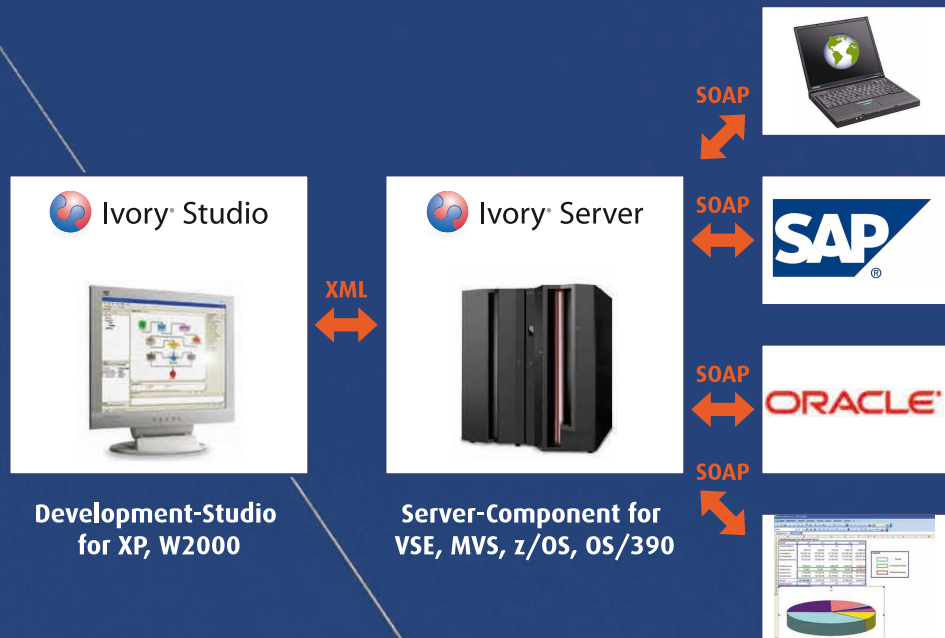 SOAP
Ivory® Studio
Ivory® Server
SOAP
SAP
®
XML
SOAP
ORACLE®
SOAP
Development-Studio
for XP, W2000
Server-Component for
VSE, MVS, z/OS, OS/390